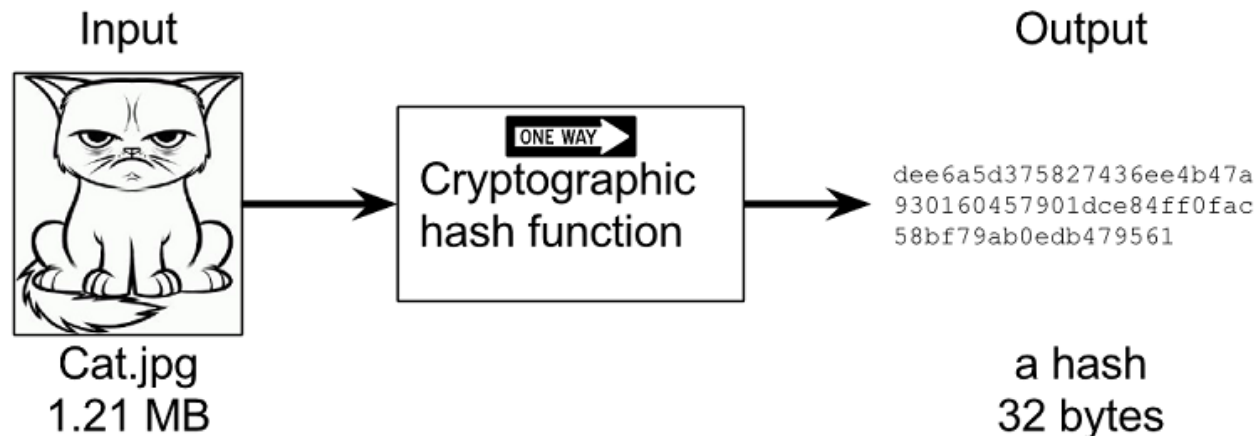 Input
Output
ONE WAY
Cryptographic
hash function
dee6a5d375827436ee4b47a
930160457901dce84ff0fac
58bf79ab0edb479561
Cat.jpg
1.21 MB
a hash
32 bytes